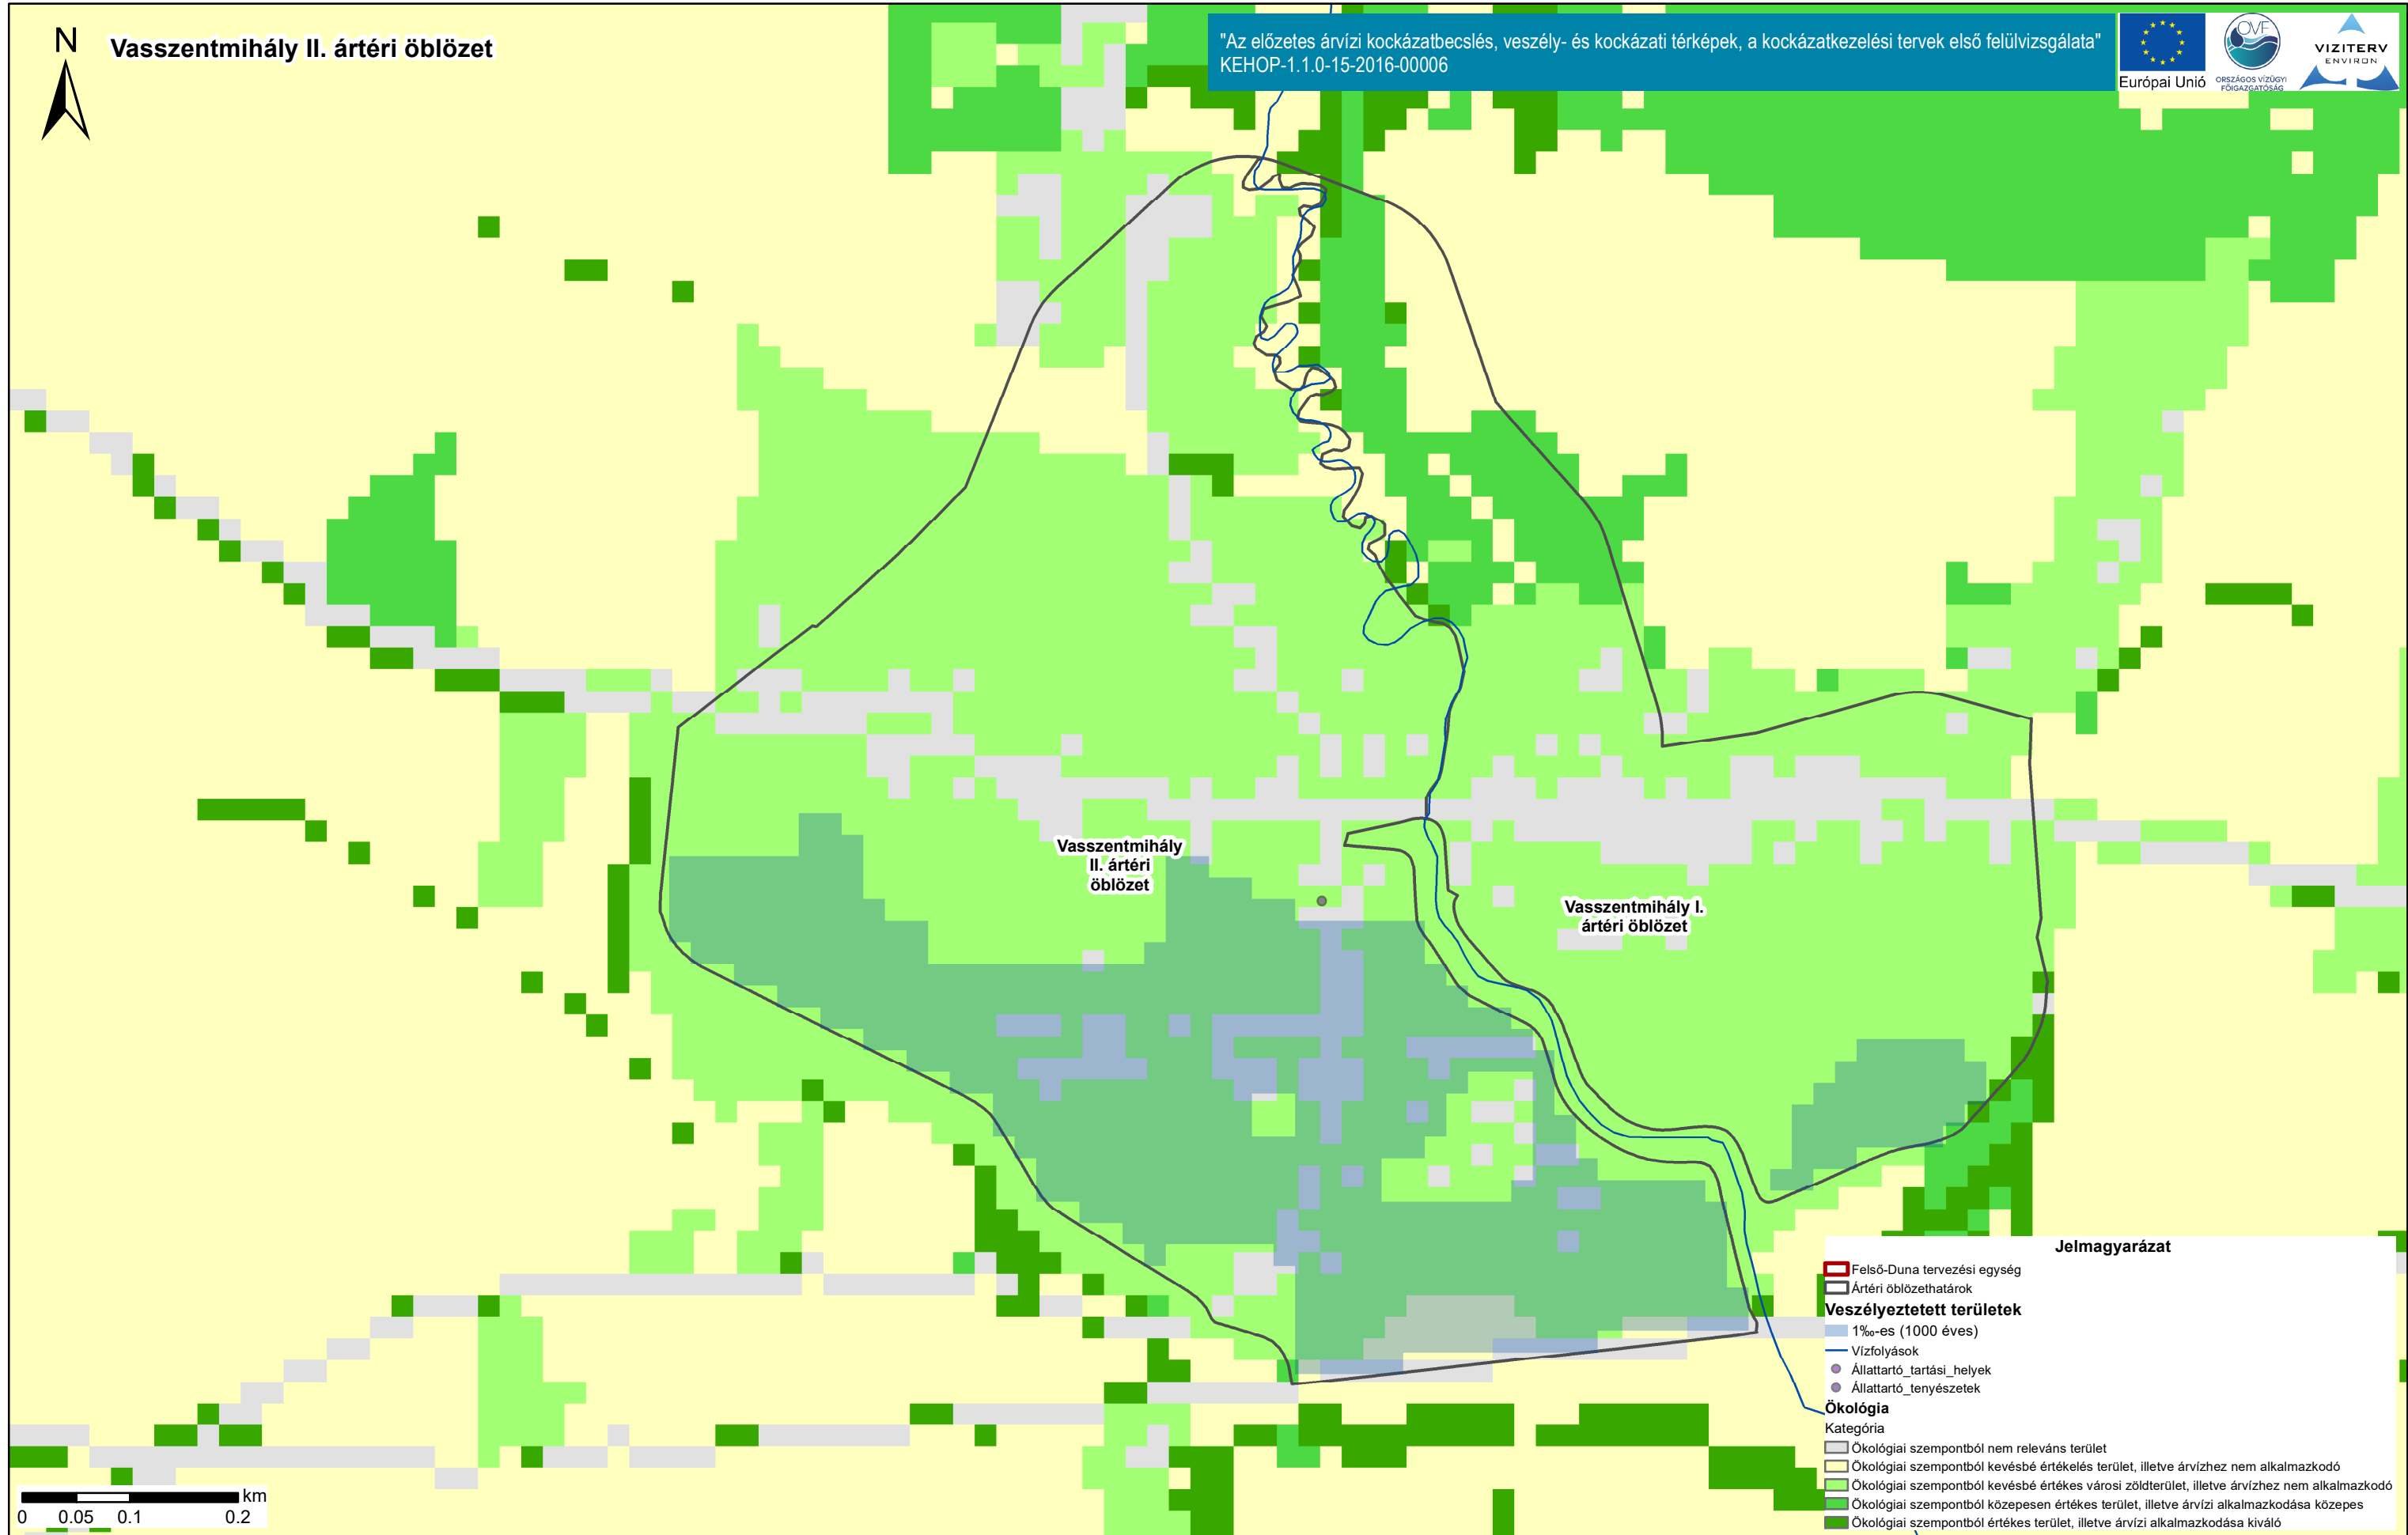 N
Vasszentmihály II. ártéri öblözet
"Az előzetes árvízi kockázatbecslés, veszély- és kockázati térképek, a kockázatkezelési tervek első felülvizsgálata"
KEHOP-1.1.0-15-2016-00006
Európai Unió
OVF
ORSZÁGOS VÍZÜGYI
FŐIGAZGATÓSÁG
VIZITERV
ENVIRON
Vasszentmihály
II. ártéri
öblözet
Vasszentmihály I.
ártéri öblözet
Jelmagyarázat
Felső-Duna tervezési egység
Ártéri öblözethatárok
Veszélyeztetett területek
1‰-es (1000 éves)
Vízfolyások
Állattartó_tartási_helyek
Állattartó_tenyészetek
Ökológia
Kategória
Ökológiai szempontból nem releváns terület
Ökológiai szempontból kevésbé értékelés terület, illetve árvízhez nem alkalmazkodó
Ökológiai szempontból kevésbé értékes városi zöldterület, illetve árvízhez nem alkalmazkodó
Ökológiai szempontból közepesen értékes terület, illetve árvízi alkalmazkodása közepes
Ökológiai szempontból értékes terület, illetve árvízi alkalmazkodása kiváló
km
0 0.05 0.1 0.2